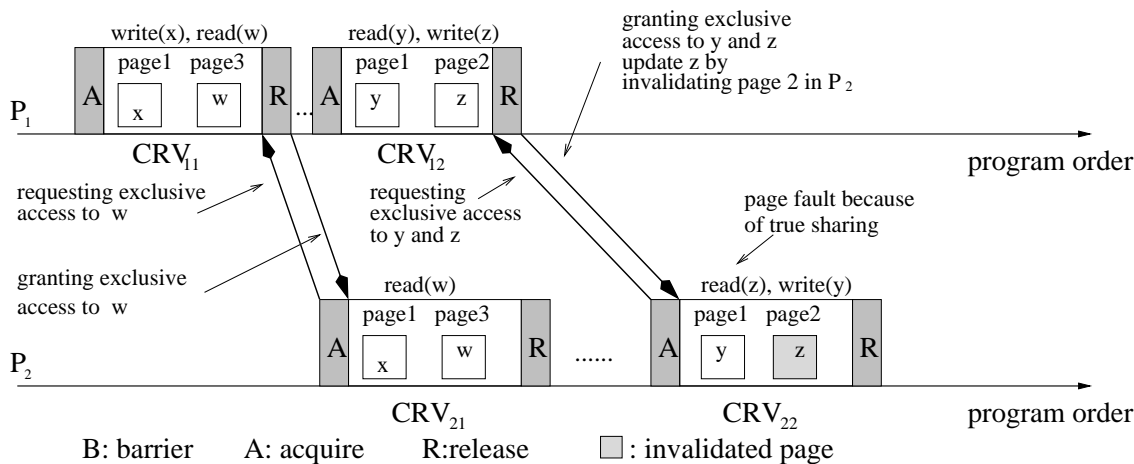 write(x), read(w)
read(y), write(z)
granting exclusive
access to y and z
update z by
invalidating page 2 in P2
page1 page3
page1 page2
A x w R ... A y z R
P1
CRV11
CRV12
program order
requesting exclusive
access to w
requesting
exclusive access
to y and z
page fault because
of true sharing
granting exclusive
access to w
read(w)
read(z), write(y)
page1 page3
page1 page2
A x w R ...... A y z R
P2
CRV21
CRV22
program order
B: barrier A: acquire R:release : invalidated page